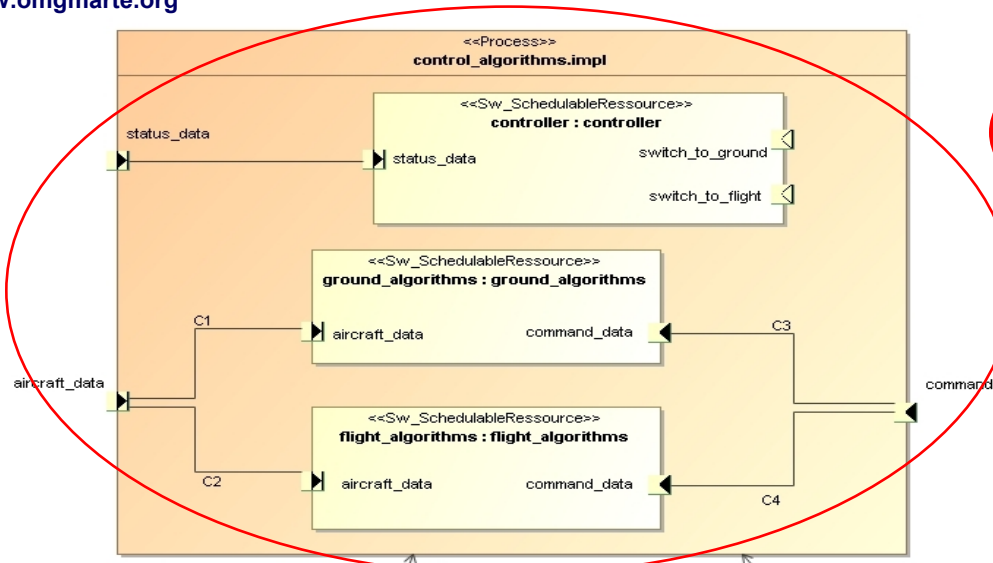 w.omgmarte.org
<<Process>>
control_algorithms.impl
<<Sw_SchedulableRessource>>
controller : controller
status_data
status_data
switch_to_ground
switch_to_flight
<<Sw_SchedulableRessource>>
ground_algorithms : ground_algorithms
C1
aircraft_data
command_data
C3
aircraft_data
command
<<Sw_SchedulableRessource>>
flight_algorithms : flight_algorithms
C2
aircraft_data
command_data
C4